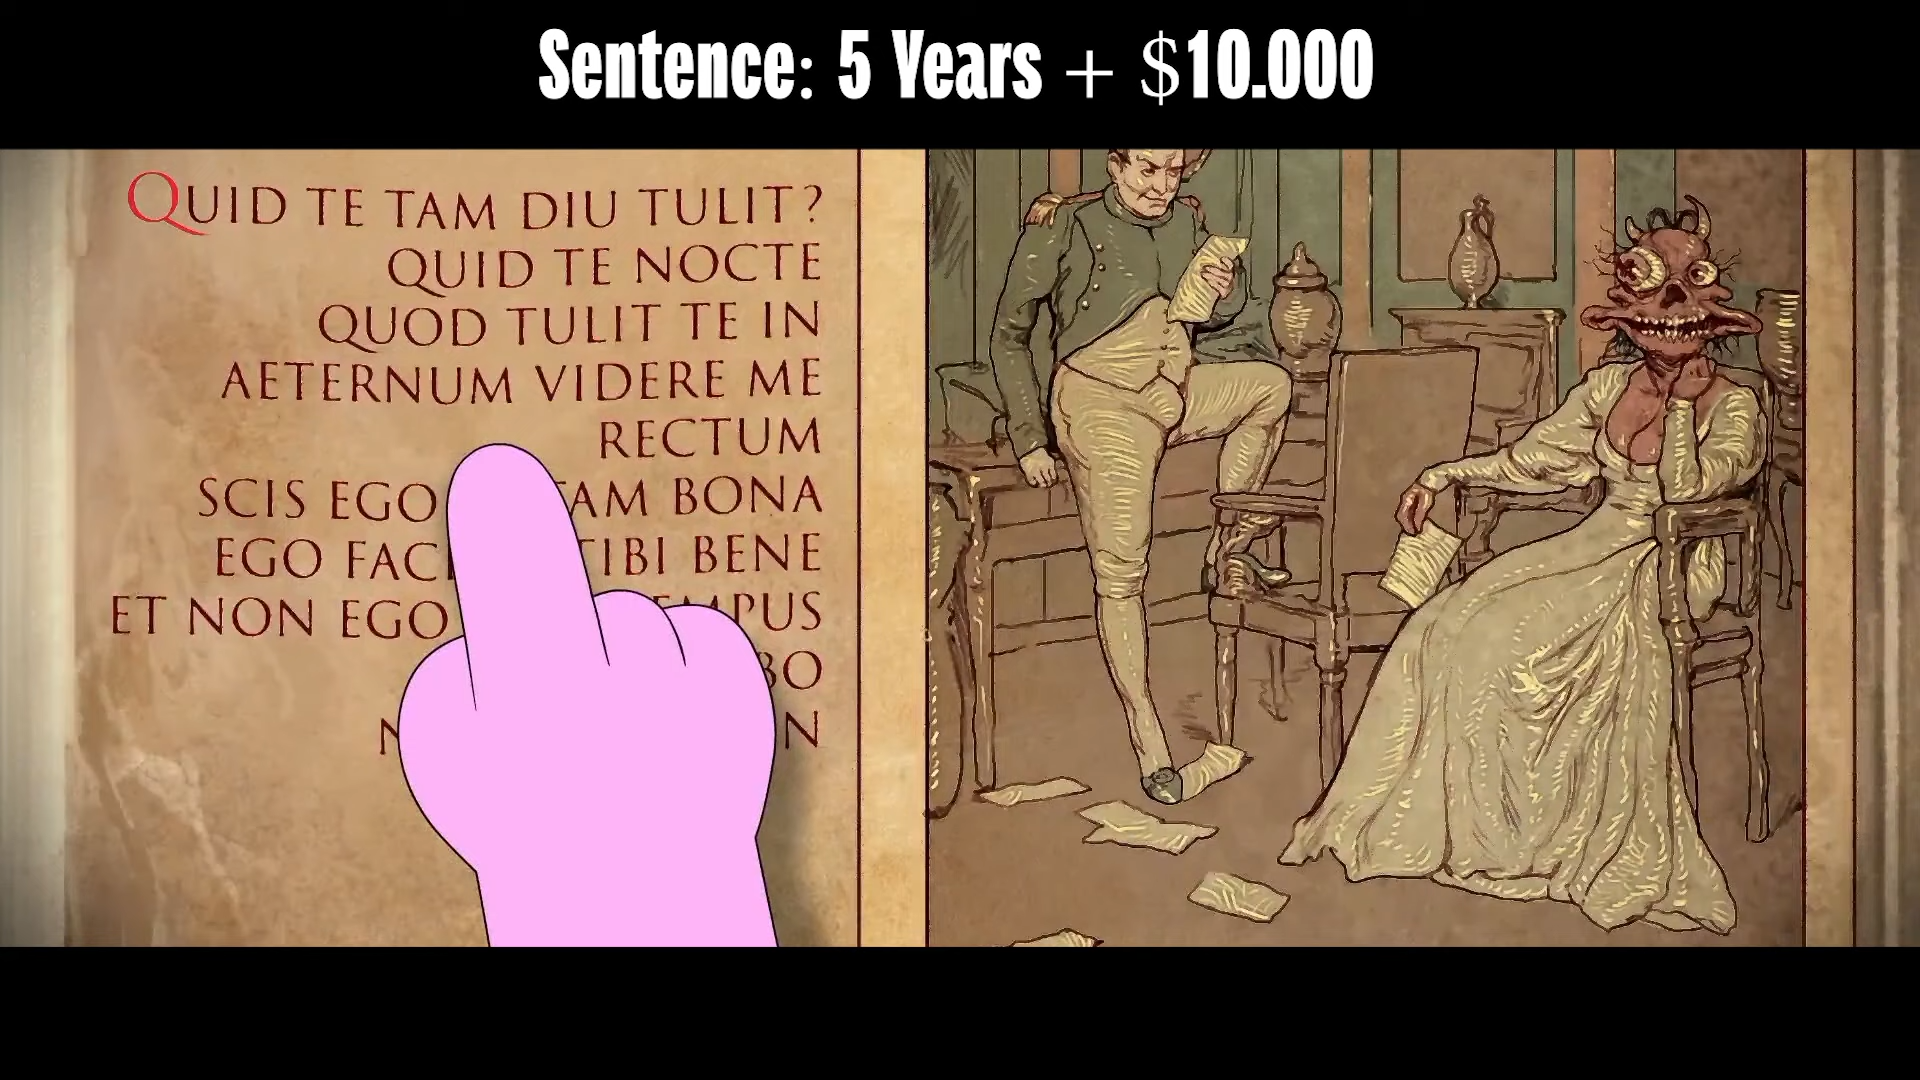 Sentence: 5 Years + $10.000
QUID TE TAM DIU TULIT?
QUID TE NOCTE
QUOD TULIT TE IN
AETERNUM VIDERE ME
RECTUM
SCIS EGO TAM BONA
EGO TIBI BENE
ET NON EGO